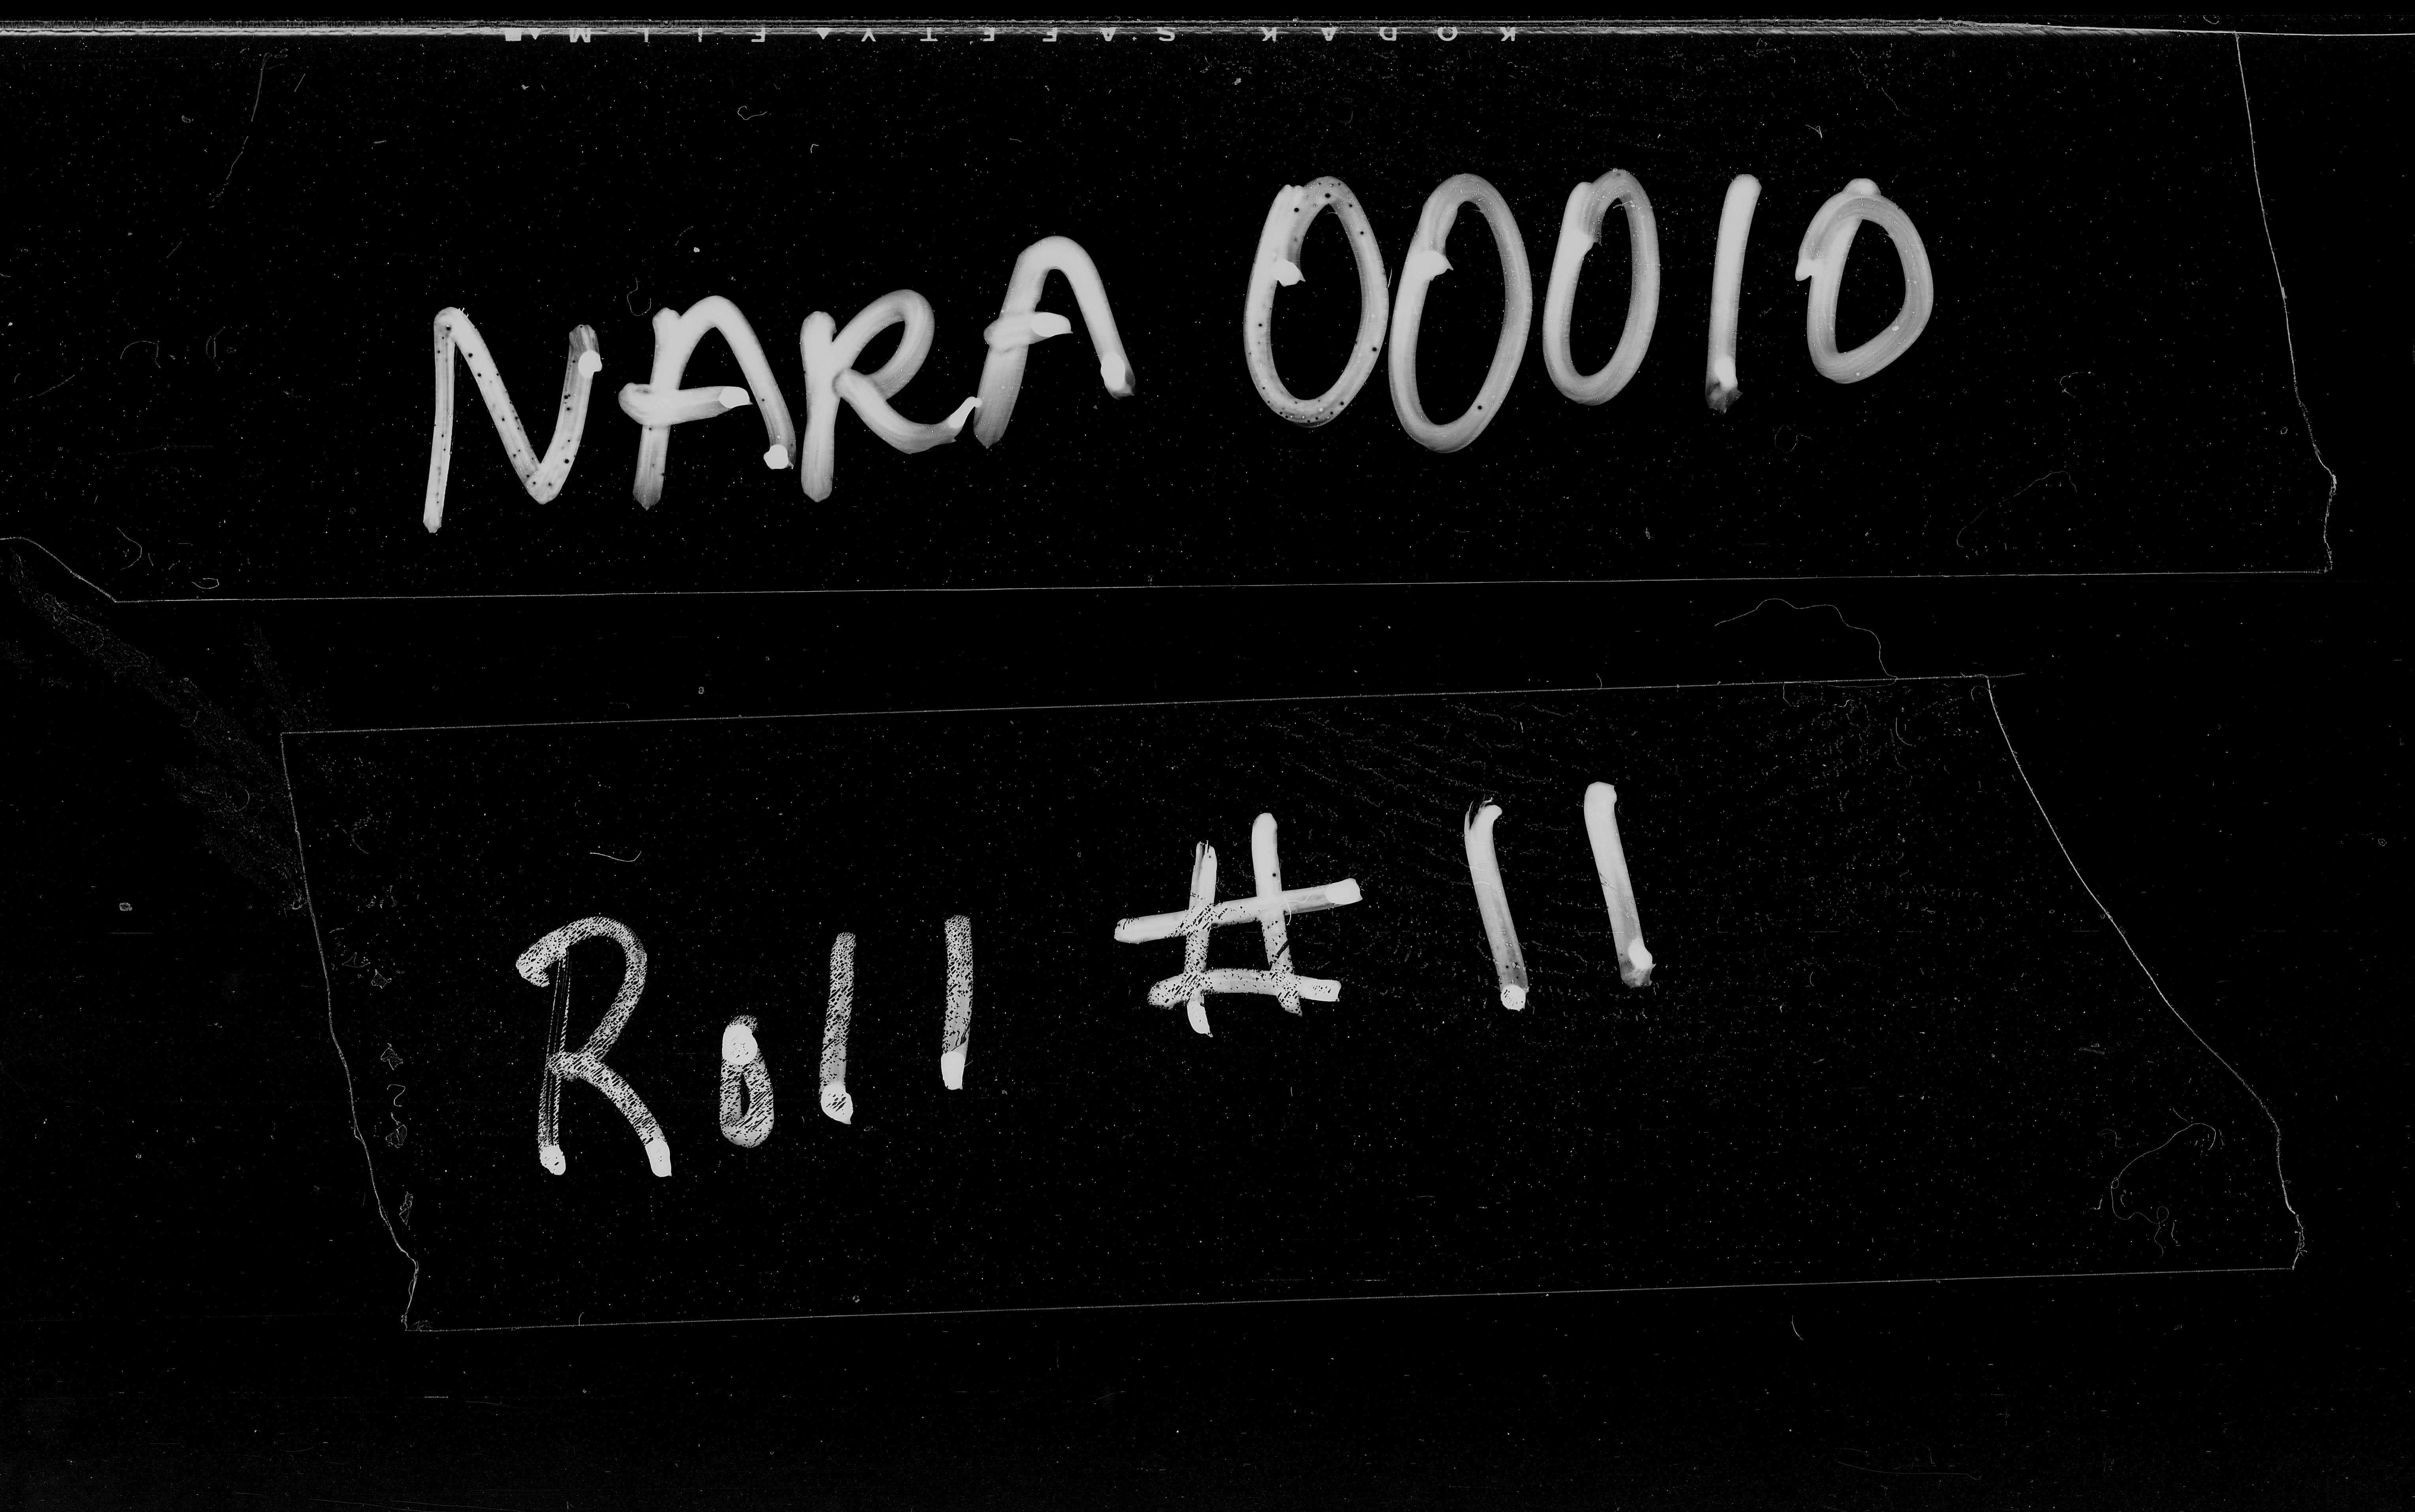 KODAK SAFETY FILM
NARA 00010
Roll # 11